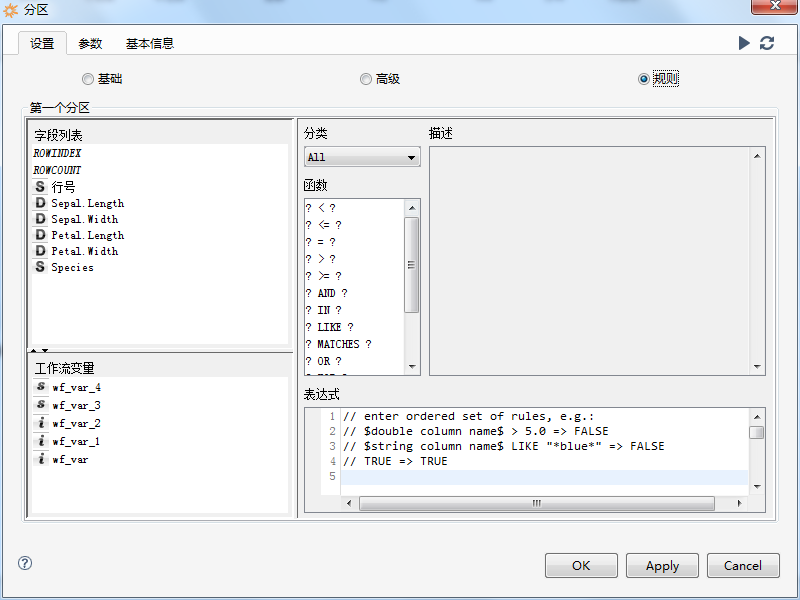 分区
设置 参数 基本信息
基础 高级 规则
第一个分区
字段列表
ROWINDEX
ROWCOUNT
S 行号
D Sepal.Length
D Sepal.Width
D Petal.Length
D Petal.Width
S Species
工作流变量
s wf_var_4
s wf_var_3
i wf_var_2
i wf_var_1
i wf_var
分类
All
函数
? < ?
? <= ?
? = ?
? > ?
? >= ?
? AND ?
? IN ?
? LIKE ?
? MATCHES ?
? OR ?
描述
表达式
1 // enter ordered set of rules, e.g.:
2 // $double column name$ > 5.0 => FALSE
3 // $string column name$ LIKE "*blue*" => FALSE
4 // TRUE => TRUE
5
? OK Apply Cancel